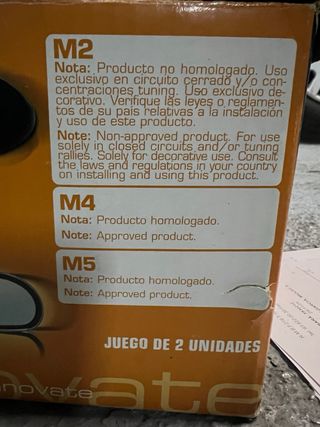 M2
Nota: Producto no homologado. Uso
exclusivo en circuito cerrado y/o con-
centraciones tuning. Uso exclusivo de-
corativo. Verifique las leyes o reglamen-
tos de su país relativas a la instalación
y uso de este producto.
Note: Non-approved product. For use
solely in closed circuits and/or tuning
rallies. Solely for decorative use. Consult
the laws and regulations in your country
on installing and using this product.
M4
Nota: Producto homologado.
Note: Approved product.
M5
Nota: Producto homologado.
Note: Approved product.
JUEGO DE 2 UNIDADES